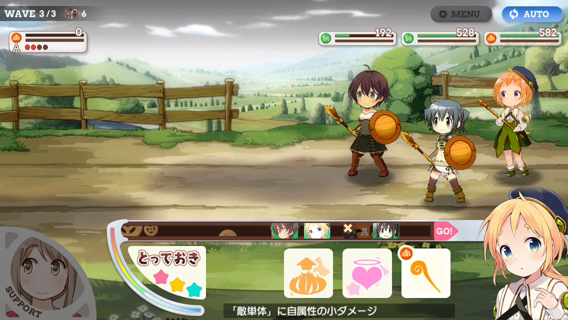 WAVE 3/3 6
MENU
AUTO
0
A
192
528
582
GO!
とっておき
SUPPORT
「敵単体」に自属性の小ダメージ